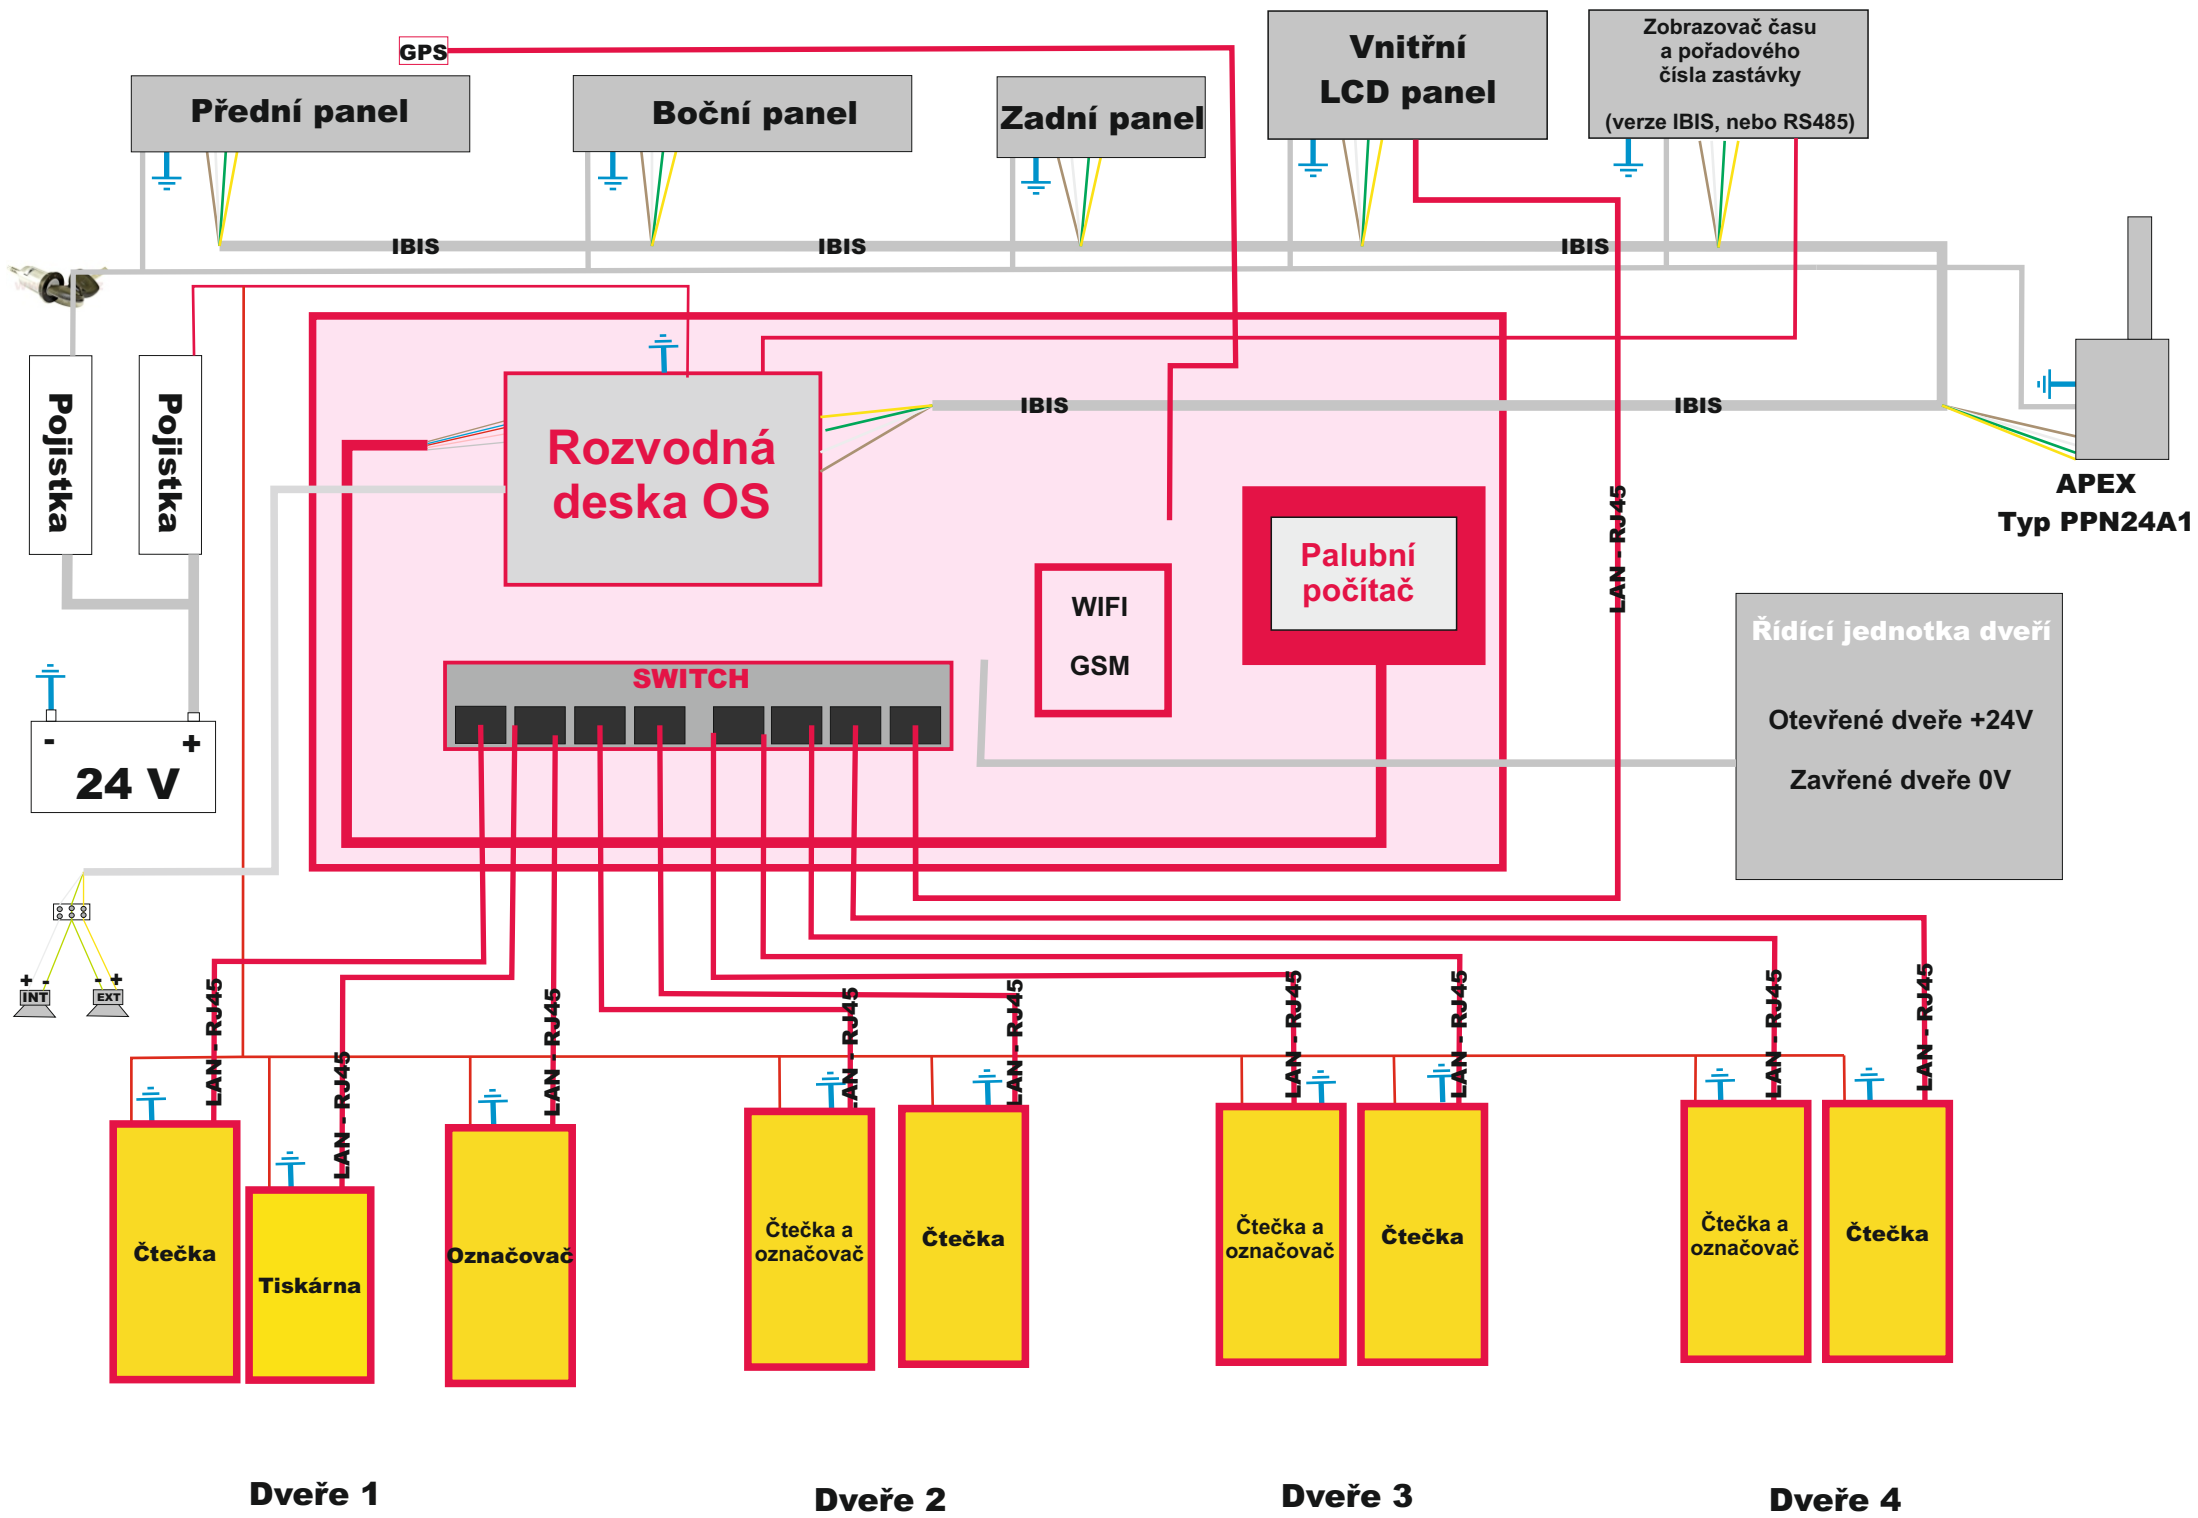 GPS
Přední panel
Boční panel
Zadní panel
Vnitřní
LCD panel
Zobrazovač času
a pořadového
čísla zastávky
(verze IBIS, nebo RS485)
IBIS
IBIS
IBIS
Pojistka
Pojistka
Rozvodná
deska OS
IBIS
IBIS
APEX
Typ PPN24A1
LAN - RJ45
Palubní
počítač
WIFI
GSM
SWITCH
Řídící jednotka dveří
Otevřené dveře +24V
Zavřené dveře 0V
- +
24 V
+ - - +
INT
EXT
LAN - RJ45
LAN - RJ45
LAN - RJ45
LAN - RJ45
LAN - RJ45
LAN - RJ45
LAN - RJ45
LAN - RJ45
LAN - RJ45
Čtečka
Tiskárna
Označovač
Čtečka a
označovač
Čtečka
Čtečka a
označovač
Čtečka
Čtečka a
označovač
Čtečka
Dveře 1
Dveře 2
Dveře 3
Dveře 4